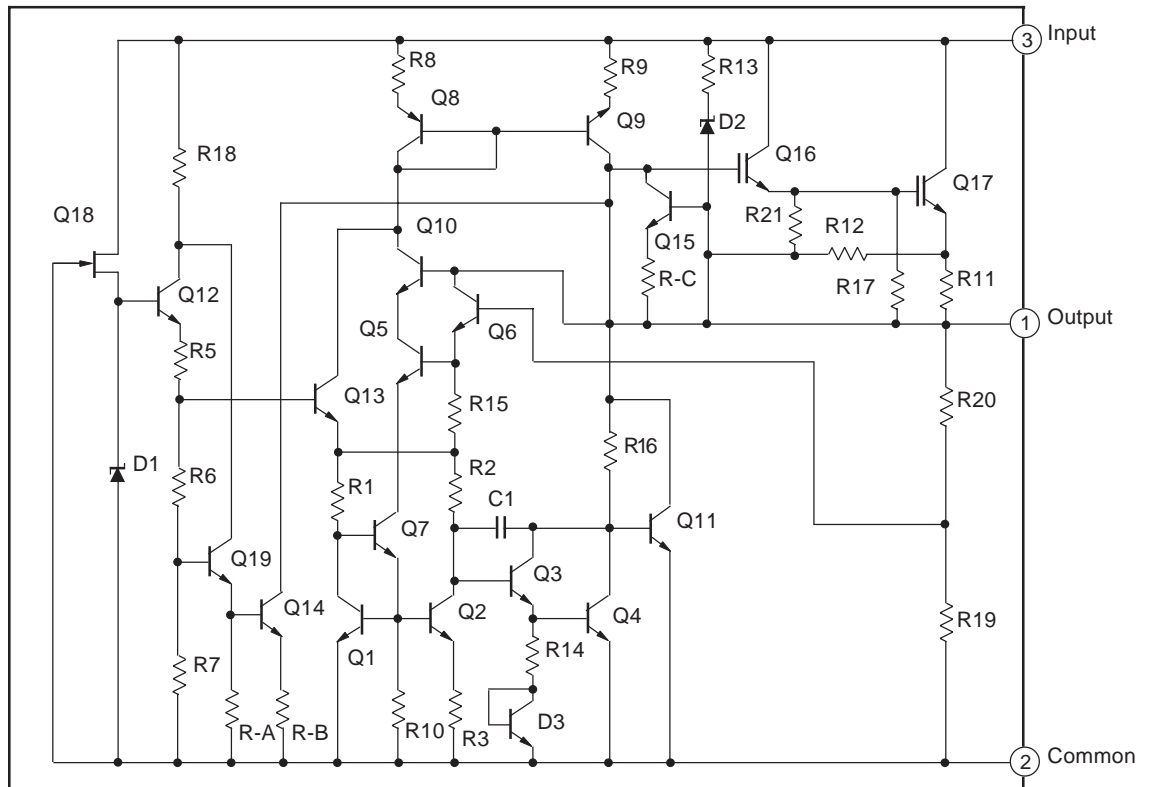 3 Input
R8
R9
R13
Q8
Q9
D2
R18
Q16
Q17
Q18
Q10
R21
R12
Q15
Q12
R-C
R17
R11
Q5
Q6
1 Output
R5
Q13
R15
R20
R16
D1
R6
R2
R1
C1
Q7
Q11
Q19
Q3
Q14
Q2
Q4
R19
Q1
R14
R7
R-A
R-B
R10
R3
D3
2 Common